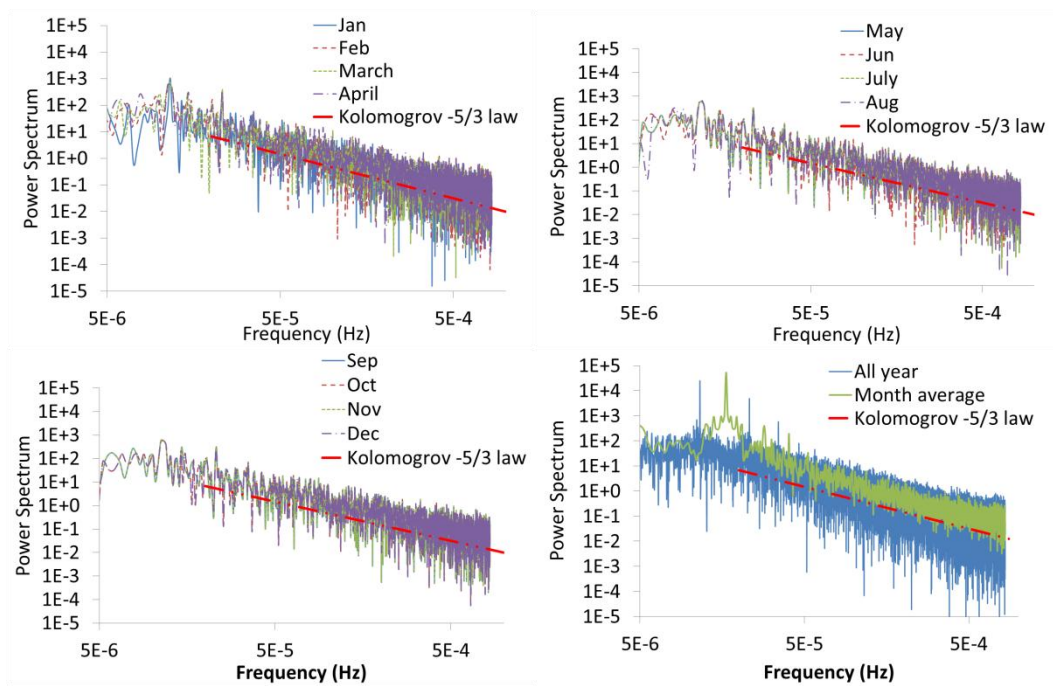 1E+5
1E+4
1E+3
1E+2
1E+1
1E+0
1E-1
1E-2
1E-3
1E-4
1E-5
Power Spectrum
Jan
Feb
March
April
Kolomogrov -5/3 law
5E-6 5E-5 5E-4
Frequency (Hz)
1E+5
1E+4
1E+3
1E+2
1E+1
1E+0
1E-1
1E-2
1E-3
1E-4
1E-5
Power Spectrum
May
Jun
July
Aug
Kolomogrov -5/3 law
5E-6 5E-5 5E-4
Frequency (Hz)
1E+5
1E+4
1E+3
1E+2
1E+1
1E+0
1E-1
1E-2
1E-3
1E-4
1E-5
Power Spectrum
Sep
Oct
Nov
Dec
Kolomogrov -5/3 law
5E-6 5E-5 5E-4
Frequency (Hz)
1E+5
1E+4
1E+3
1E+2
1E+1
1E+0
1E-1
1E-2
1E-3
1E-4
1E-5
Power Spectrum
All year
Month average
Kolomogrov -5/3 law
5E-6 5E-5 5E-4
Frequency (Hz)